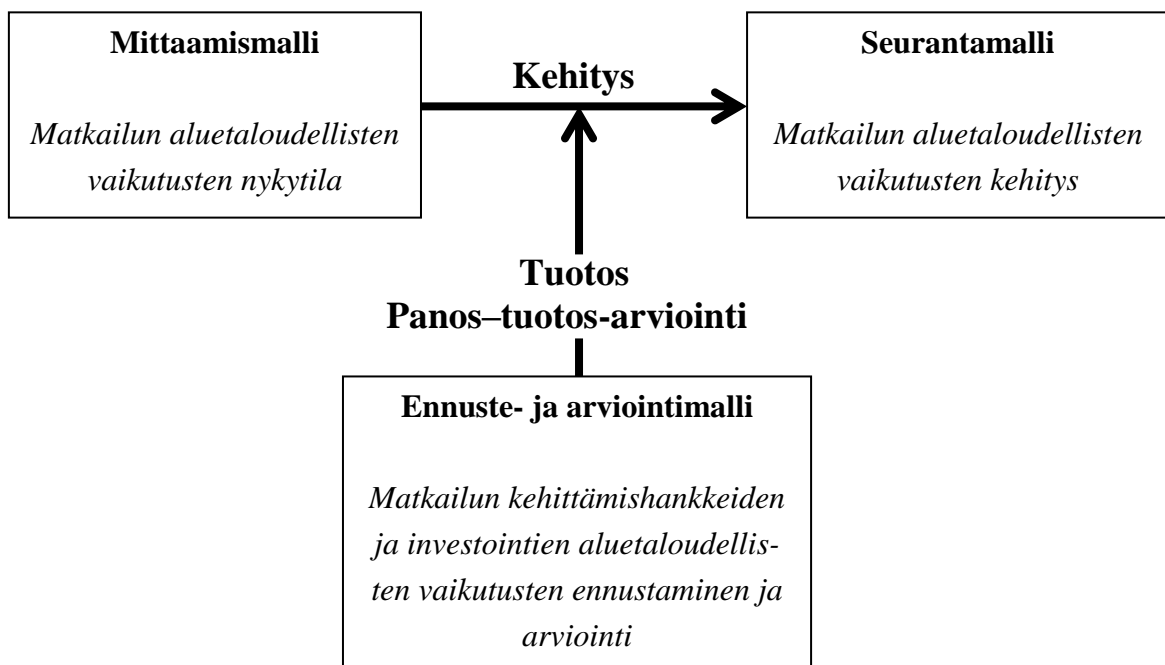 Mittaamismalli
Matkailun aluetaloudellisten
vaikutusten nykytila
Kehitys
Seurantamalli
Matkailun aluetaloudellisten
vaikutusten kehitys
Tuotos
Panos–tuotos-arviointi
Ennuste- ja arviointimalli
Matkailun kehittämishankkeiden
ja investointien aluetaloudellis-
ten vaikutusten ennustaminen ja
arviointi